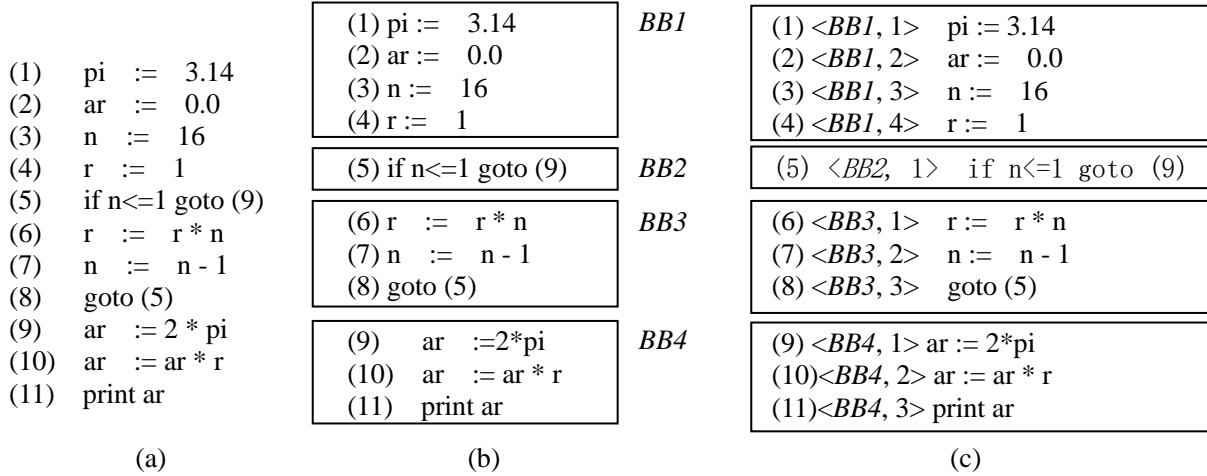 (1) pi := 3.14
(2) ar := 0.0
(3) n := 16
(4) r := 1
(5) if n<=1 goto (9)
(6) r := r * n
(7) n := n - 1
(8) goto (5)
(9) ar := 2 * pi
(10) ar := ar * r
(11) print ar
(a)
(1) pi := 3.14
(2) ar := 0.0
(3) n := 16
(4) r := 1
BB1
(5) if n<=1 goto (9)
BB2
(6) r := r * n
(7) n := n - 1
(8) goto (5)
BB3
(9) ar :=2*pi
(10) ar := ar * r
(11) print ar
BB4
(b)
(1) <BB1, 1> pi := 3.14
(2) <BB1, 2> ar := 0.0
(3) <BB1, 3> n := 16
(4) <BB1, 4> r := 1
(5) <BB2, 1> if n<=1 goto (9)
(6) <BB3, 1> r := r * n
(7) <BB3, 2> n := n - 1
(8) <BB3, 3> goto (5)
(9) <BB4, 1> ar := 2*pi
(10)<BB4, 2> ar := ar * r
(11)<BB4, 3> print ar
(c)